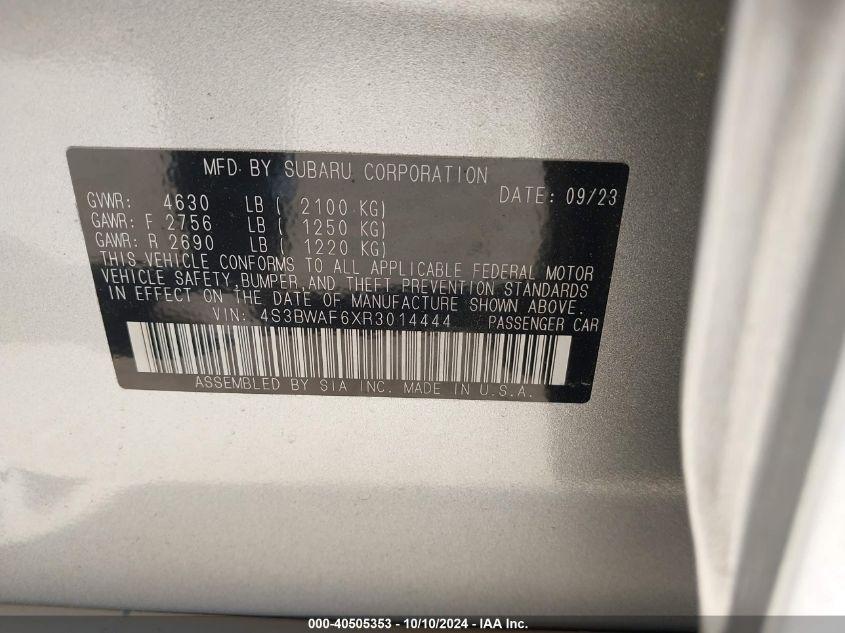 MFD. BY SUBARU CORPORATION
DATE: 09/23
GVWR: 4630 LB ( 2100 KG)
GAWR: F 2756 LB ( 1250 KG)
GAWR: R 2690 LB ( 1220 KG)
THIS VEHICLE CONFORMS TO ALL APPLICABLE FEDERAL MOTOR
VEHICLE SAFETY, BUMPER, AND THEFT PREVENTION STANDARDS
IN EFFECT ON THE DATE OF MANUFACTURE SHOWN ABOVE.
VIN: 4S3BWAF6XR3014444 PASSENGER CAR
ASSEMBLED BY SIA INC. MADE IN U.S.A.
000-40505353 - 10/10/2024 - IAA Inc.